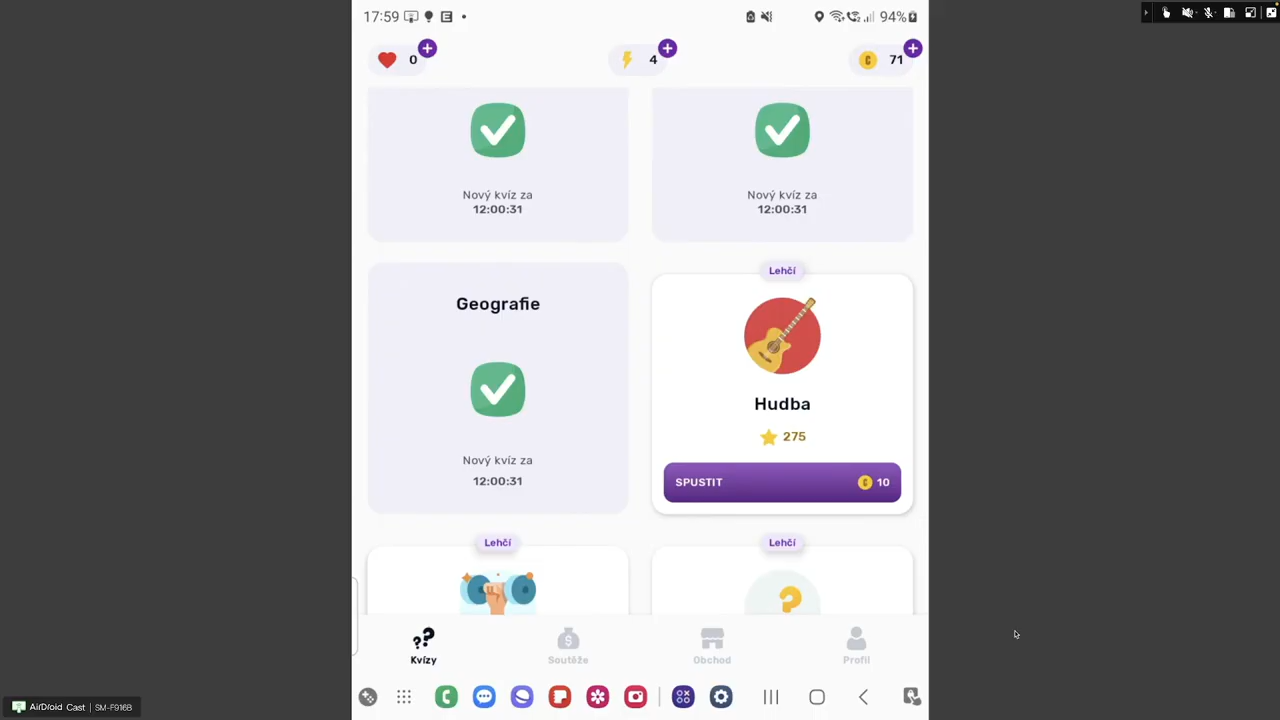 17:59
94%
0
4
C
71
Nový kvíz za
12:00:31
Nový kvíz za
12:00:31
Geografie
Nový kvíz za
12:00:31
Lehčí
Hudba
275
SPUSTIT
C 10
Lehčí
Lehčí
Kvízy
Soutěže
Obchod
Profil
AirDroid Cast | SM-F916B